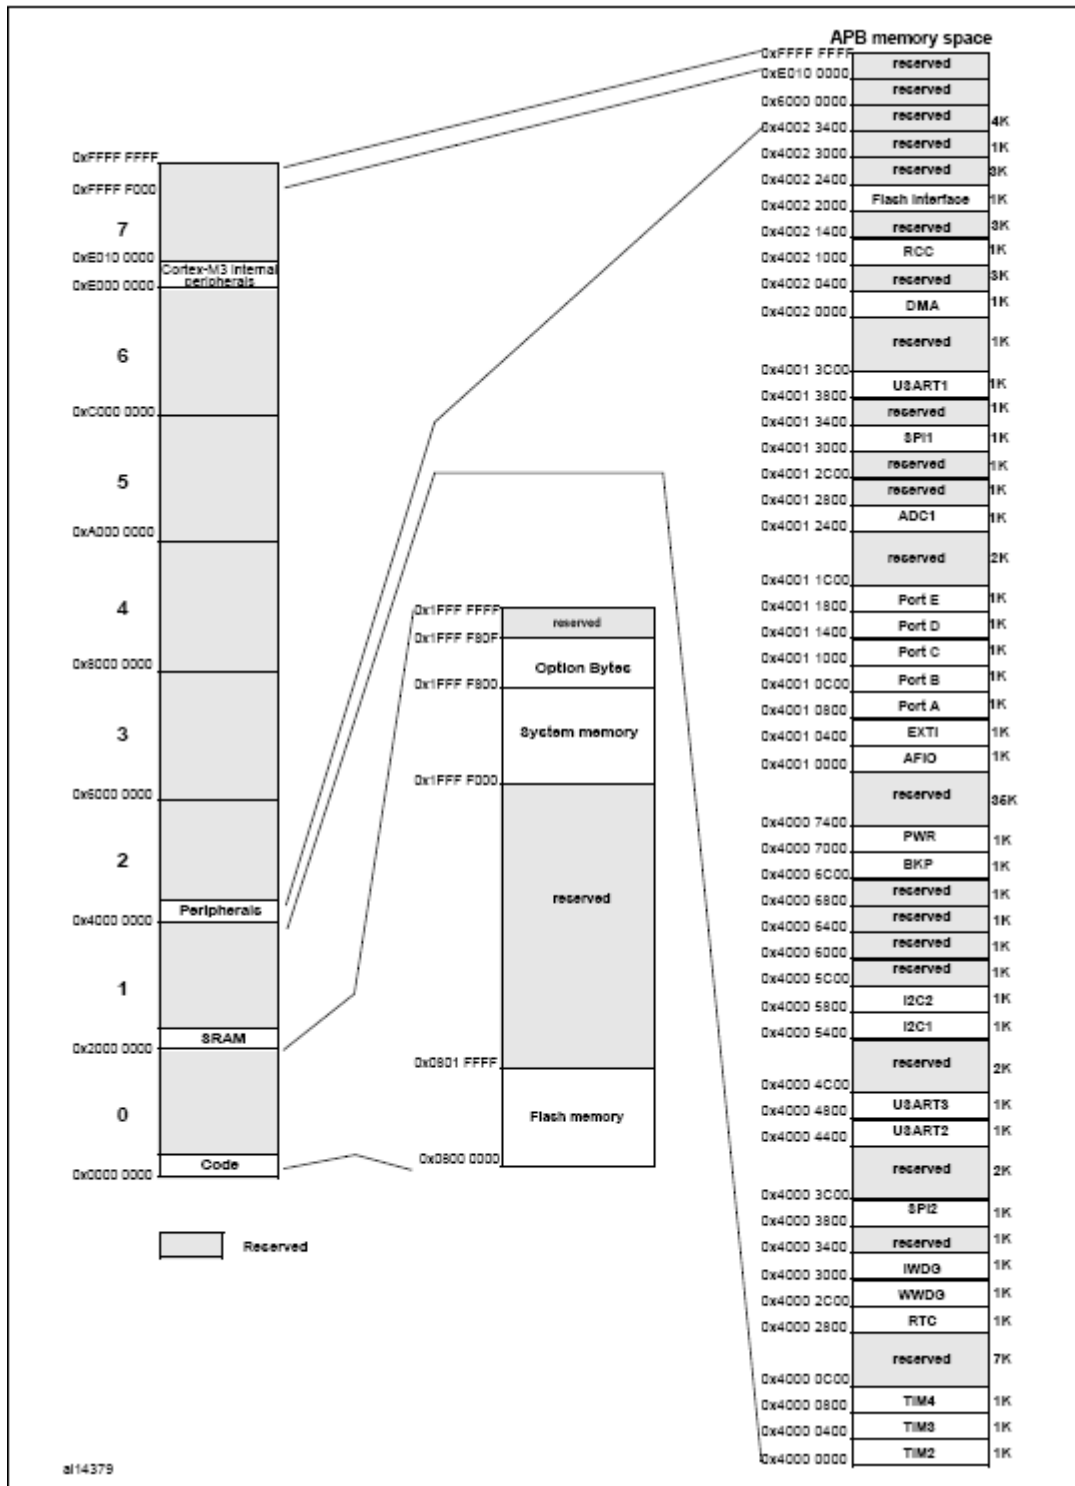 APB memory space
0xFFFF FFFF
reserved
0xE010 0000
reserved
0x6000 0000
reserved
4K
0x4002 3400
reserved
1K
0x4002 3000
reserved
3K
0x4002 2400
Flash Interface
1K
0x4002 2000
reserved
3K
0x4002 1400
RCC
1K
0x4002 1000
reserved
3K
0x4002 0400
DMA
1K
0x4002 0000
reserved
1K
0x4001 3C00
USART1
1K
0x4001 3800
reserved
1K
0x4001 3400
SPI1
1K
0x4001 3000
reserved
1K
0x4001 2C00
reserved
1K
0x4001 2800
ADC1
1K
0x4001 2400
reserved
2K
0x4001 1C00
Port E
1K
0x4001 1800
Port D
1K
0x4001 1400
Port C
1K
0x4001 1000
Port B
1K
0x4001 0C00
Port A
1K
0x4001 0800
EXTI
1K
0x4001 0400
AFIO
1K
0x4001 0000
reserved
35K
0x4000 7400
PWR
1K
0x4000 7000
BKP
1K
0x4000 6C00
reserved
1K
0x4000 6800
reserved
1K
0x4000 6400
reserved
1K
0x4000 6000
reserved
1K
0x4000 5C00
I2C2
1K
0x4000 5800
I2C1
1K
0x4000 5400
reserved
2K
0x4000 4C00
USART3
1K
0x4000 4800
USART2
1K
0x4000 4400
reserved
2K
0x4000 3C00
SPI2
1K
0x4000 3800
reserved
1K
0x4000 3400
IWDG
1K
0x4000 3000
WWDG
1K
0x4000 2C00
RTC
1K
0x4000 2800
reserved
7K
0x4000 0C00
TIM4
1K
0x4000 0800
TIM3
1K
0x4000 0400
TIM2
1K
0x4000 0000
0xFFFF FFFF
0xFFFF F000
7
0xE010 0000
Cortex-M3 Internal
peripherals
0xE000 0000
6
0xC000 0000
5
0xA000 0000
4
0x8000 0000
3
0x6000 0000
2
Peripherals
0x4000 0000
1
SRAM
0x2000 0000
0
Code
0x0000 0000
0x1FFF FFFF
reserved
0x1FFF F80F
Option Bytes
0x1FFF F800
System memory
0x1FFF F000
reserved
0x0801 FFFF
Flash memory
0x0800 0000
Reserved
ai14379